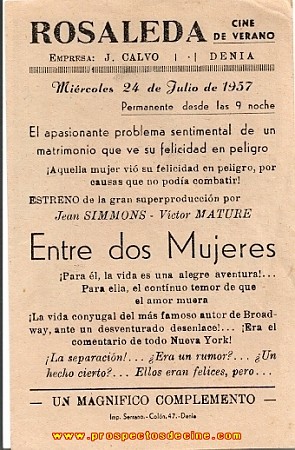 ROSALEDA CINE
DE VERANO
EMPRESA: J. CALVO | · | DENIA
Miércoles 24 de Julio de 1957
Permanente desde las 9 noche
El apasionante problema sentimental de un
matrimonio que ve su felicidad en peligro
¡Aquella mujer vió su felicidad en peligro, por
causas que no podía combatir!
ESTRENO de la gran superproducción por
Jean SIMMONS - Victor MATURE
Entre dos Mujeres
¡Para él, la vida es una alegre aventura!...
Para ella, el contínuo temor de que
el amor muera
¡La vida conyugal del más famoso autor de Broad-
way, ante un desventurado desenlace!... ¡Era el
comentario de todo Nueva York!
¡La separación!... ¿Era un rumor?... ¿Un
hecho cierto?... Ellos eran felices, pero...
— UN MAGNIFICO COMPLEMENTO —
Imp. Serrano.-Colón, 47.-Denia
www.prospectosdecine.com